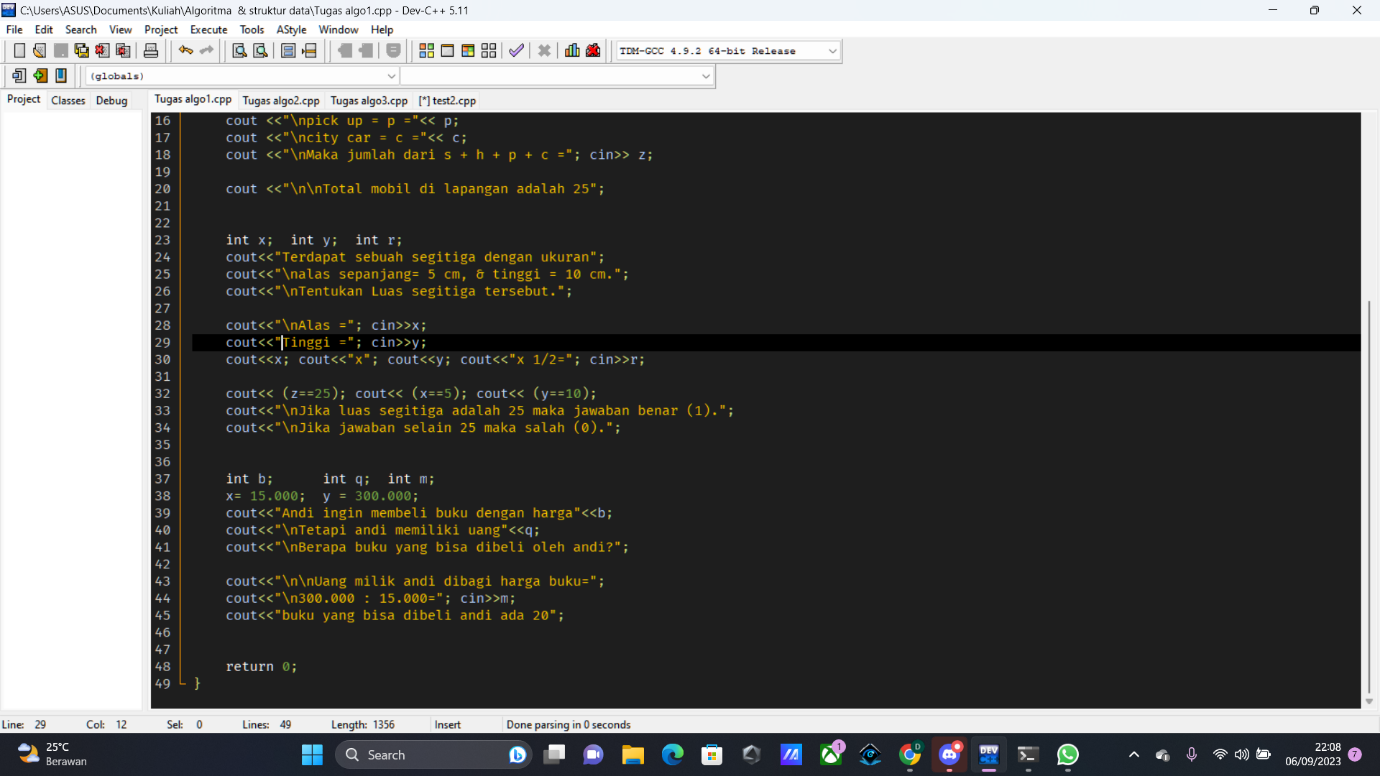 C:\Users\ASUS\Documents\Kuliah\Algoritma  & struktur data\Tugas algo1.cpp - Dev-C++ 5.11
File Edit Search View Project Execute Tools AStyle Window Help
TDM-GCC 4.9.2 64-bit Release
(globals)
Project Classes Debug Tugas algo1.cpp Tugas algo2.cpp Tugas algo3.cpp [*] test2.cpp
16 cout <<"\npick up = p ="<< p;
17 cout <<"\ncity car = c ="<< c;
18 cout <<"\nMaka jumlah dari s + h + p + c ="; cin>> z;
19
20 cout <<"\n\nTotal mobil di lapangan adalah 25";
21
22
23 int x;  int y;  int r;
24 cout<<"Terdapat sebuah segitiga dengan ukuran";
25 cout<<"\nalas sepanjang= 5 cm, & tinggi = 10 cm.";
26 cout<<"\nTentukan Luas segitiga tersebut.";
27
28 cout<<"\nAlas ="; cin>>x;
29 cout<<"Tinggi ="; cin>>y;
30 cout<<x; cout<<"x"; cout<<y; cout<<"x 1/2="; cin>>r;
31
32 cout<< (z==25); cout<< (x==5); cout<< (y==10);
33 cout<<"\nJika luas segitiga adalah 25 maka jawaban benar (1).";
34 cout<<"\nJika jawaban selain 25 maka salah (0).";
35
36
37 int b;      int q;  int m;
38 x= 15.000;  y = 300.000;
39 cout<<"Andi ingin membeli buku dengan harga"<<b;
40 cout<<"\nTetapi andi memiliki uang"<<q;
41 cout<<"\nBerapa buku yang bisa dibeli oleh andi?";
42
43 cout<<"\n\nUang milik andi dibagi harga buku=";
44 cout<<"\n300.000 : 15.000="; cin>>m;
45 cout<<"buku yang bisa dibeli andi ada 20";
46
47
48 return 0;
49 }
Line: 29 Col: 12 Sel: 0 Lines: 49 Length: 1356 Insert Done parsing in 0 seconds
25°C
Berawan
Search
1
D
DEV
22:08
06/09/2023
7